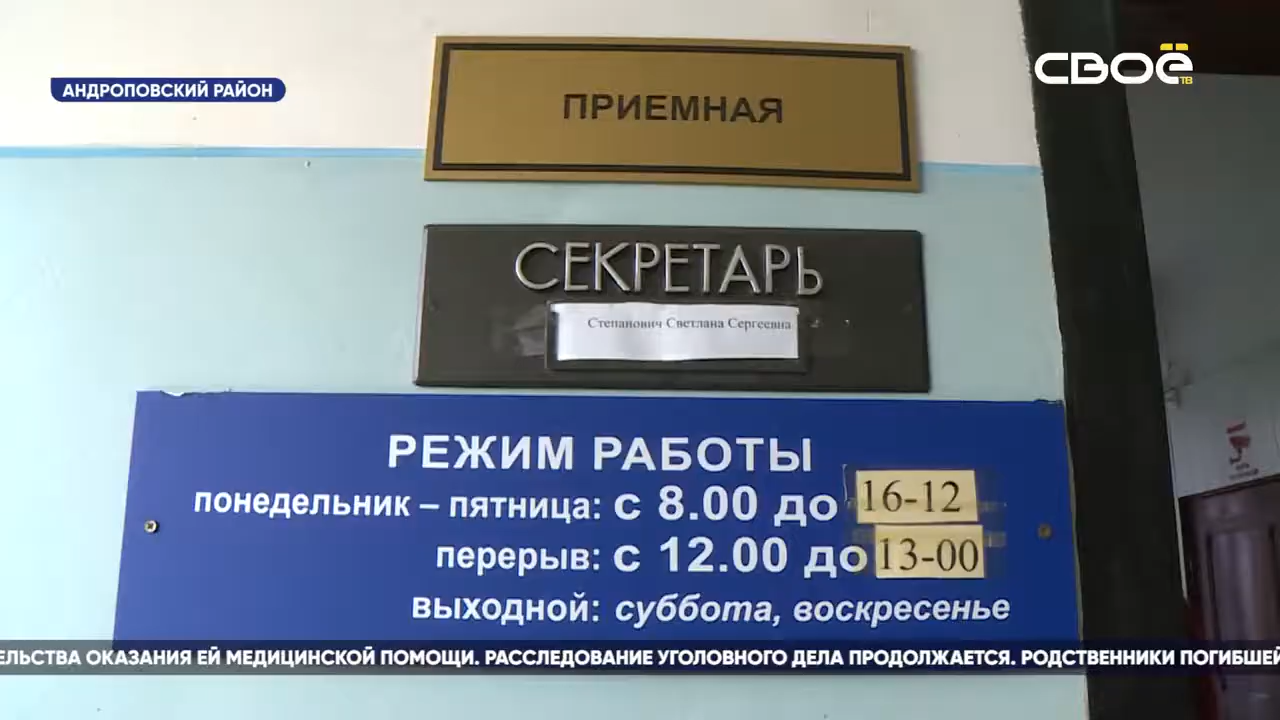 АНДРОПОВСКИЙ РАЙОН
СВОЁ
ТВ
ПРИЕМНАЯ
СЕКРЕТАРЬ
Степанович Светлана Сергеевна
РЕЖИМ РАБОТЫ
понедельник – пятница: с 8.00 до 16-12
перерыв: с 12.00 до 13-00
выходной: суббота, воскресенье
ЕЛЬСТВА ОКАЗАНИЯ ЕЙ МЕДИЦИНСКОЙ ПОМОЩИ. РАССЛЕДОВАНИЕ УГОЛОВНОГО ДЕЛА ПРОДОЛЖАЕТСЯ. РОДСТВЕННИКИ ПОГИБШЕЙ